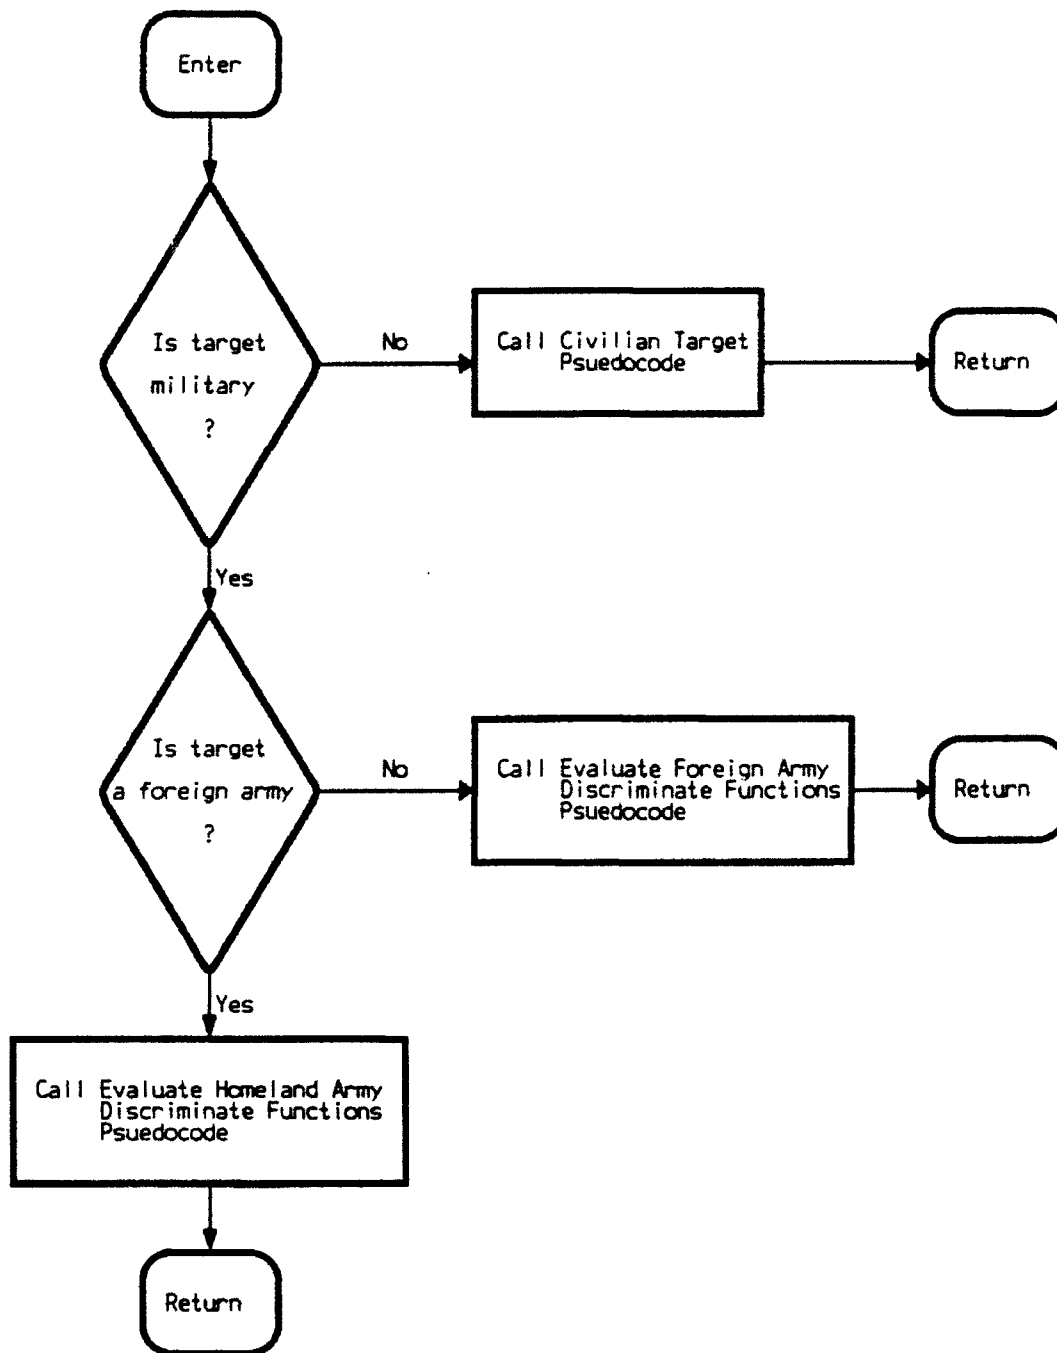 Enter
Is target
military
?
No
Call Civilian Target
Psuedocode
Return
Yes
Is target
a foreign army
?
No
Call Evaluate Foreign Army
Discriminate Functions
Psuedocode
Return
Yes
Call Evaluate Homeland Army
Discriminate Functions
Psuedocode
Return